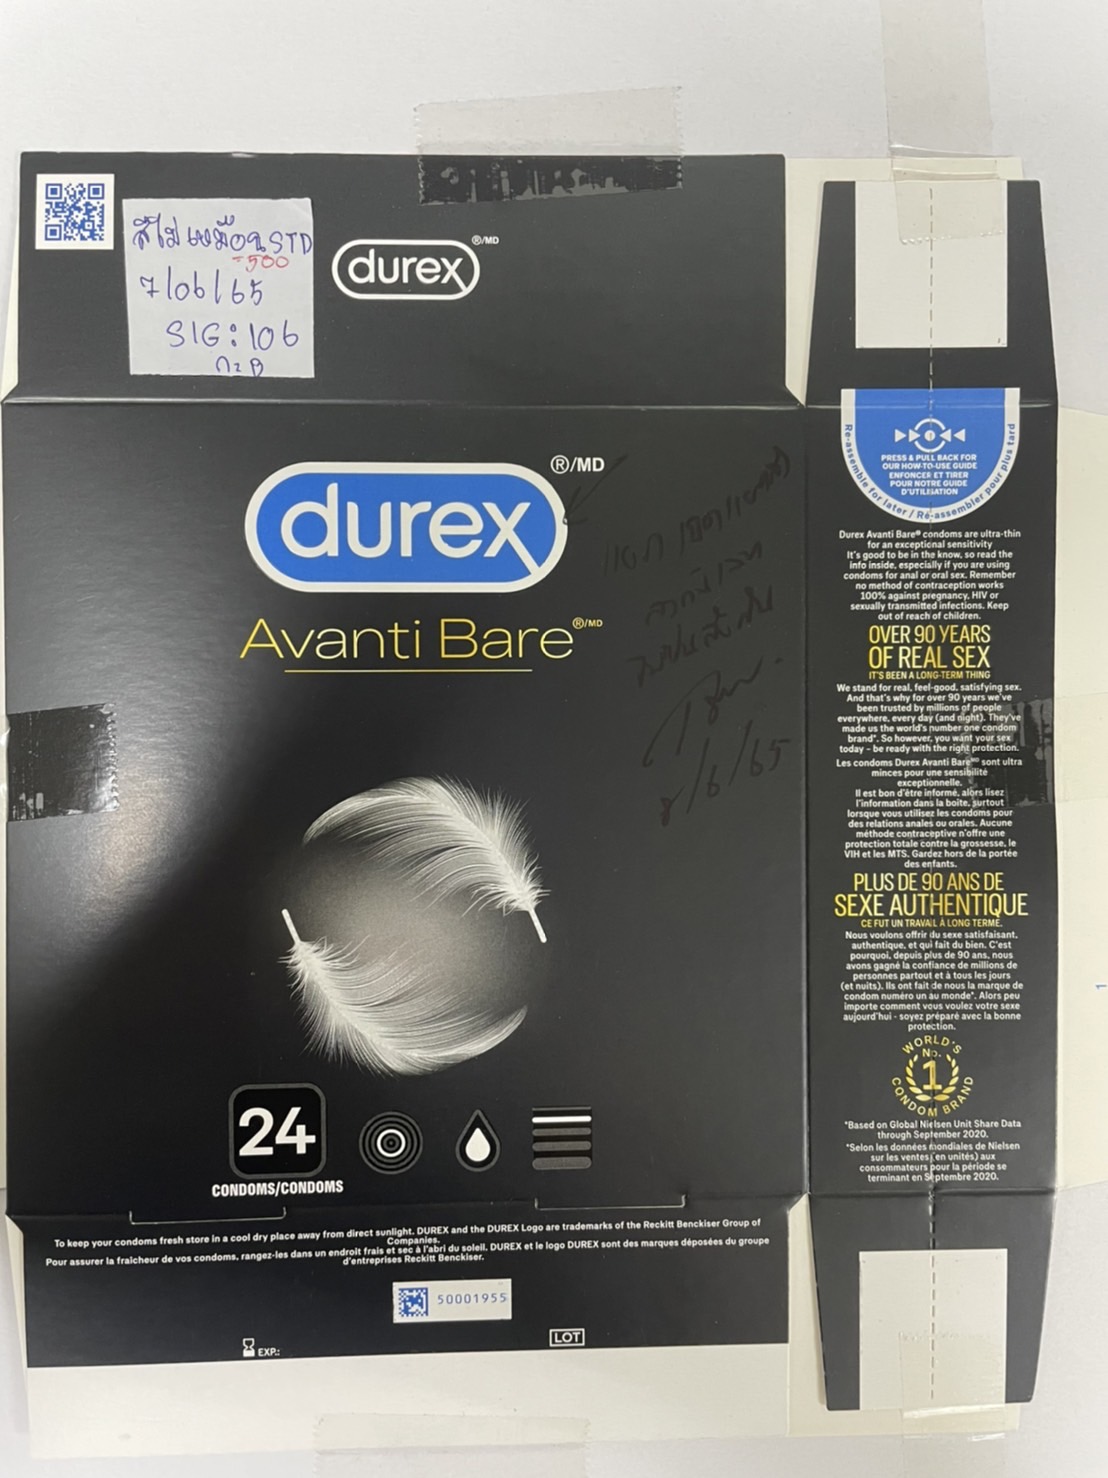 สีไม่เหมือน STD
-500
7/06/65
SIG: 106
กะ B
durex ®/MD
durex ®/MD
Avanti Bare ®/MD
8/6/65
24
CONDOMS/CONDOMS
To keep your condoms fresh store in a cool dry place away from direct sunlight. DUREX and the DUREX Logo are trademarks of the Reckitt Benckiser Group of
Companies.
Pour assurer la fraîcheur de vos condoms, rangez-les dans un endroit frais et sec à l'abri du soleil. DUREX et le logo DUREX sont des marques déposées du groupe
d'entreprises Reckitt Benckiser.
50001955
EXP.:
LOT
PRESS & PULL BACK FOR
OUR HOW-TO-USE GUIDE
ENFONCER ET TIRER
POUR NOTRE GUIDE
D'UTILISATION
Re-assemble for later / Ré-assembler pour plus tard
Durex Avanti Bare® condoms are ultra-thin
for an exceptional sensitivity
It's good to be in the know, so read the
info inside, especially if you are using
condoms for anal or oral sex. Remember
no method of contraception works
100% against pregnancy, HIV or
sexually transmitted infections. Keep
out of reach of children.
OVER 90 YEARS
OF REAL SEX
IT'S BEEN A LONG-TERM THING
We stand for real, feel-good, satisfying sex.
And that's why for over 90 years we've
been trusted by millions of people
everywhere, every day (and night). They've
made us the world's number one condom
brand*. So however, you want your sex
today - be ready with the right protection.
Les condoms Durex Avanti Bare MD sont ultra
minces pour une sensibilité
exceptionnelle.
Il est bon d'être informé, alors lisez
l'information dans la boîte, surtout
lorsque vous utilisez les condoms pour
des relations anales ou orales. Aucune
méthode contraceptive n'offre une
protection totale contre la grossesse, le
VIH et les MTS. Gardez hors de la portée
des enfants.
PLUS DE 90 ANS DE
SEXE AUTHENTIQUE
CE FUT UN TRAVAIL À LONG TERME.
Nous voulons offrir du sexe satisfaisant,
authentique, et qui fait du bien. C'est
pourquoi, depuis plus de 90 ans, nous
avons gagné la confiance de millions de
personnes partout et à tous les jours
(et nuits). Ils ont fait de nous la marque de
condom numéro un au monde*. Alors peu
importe comment vous voulez votre sexe
aujourd'hui - soyez préparé avec la bonne
protection.
WORLD'S
No.
1
CONDOM BRAND
*Based on Global Nielsen Unit Share Data
through September 2020.
*Selon les données mondiales de Nielsen
sur les ventes (en unités) aux
consommateurs pour la période se
terminant en Septembre 2020.
1